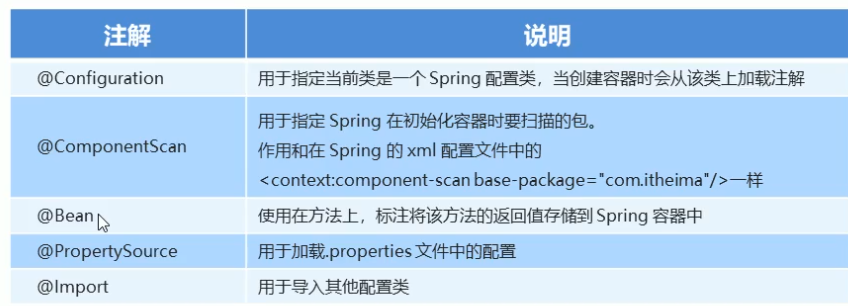 注解 说明
@Configuration 用于指定当前类是一个 Spring 配置类，当创建容器时会从该类上加载注解
@ComponentScan 用于指定 Spring 在初始化容器时要扫描的包。
作用和在 Spring 的 xml 配置文件中的
<context:component-scan base-package="com.itheima"/>一样
@Bean 使用在方法上，标注将该方法的返回值存储到 Spring 容器中
@PropertySource 用于加载.properties 文件中的配置
@Import 用于导入其他配置类